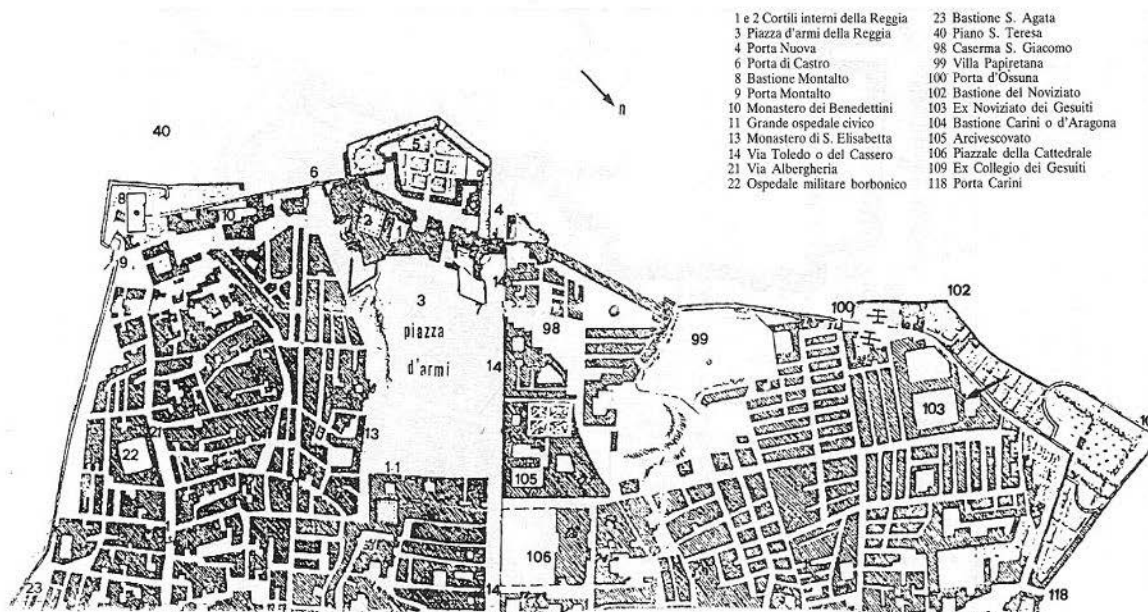 1 e 2 Cortili interni della Reggia
3 Piazza d'armi della Reggia
4 Porta Nuova
6 Porta di Castro
8 Bastione Montalto
9 Porta Montalto
10 Monastero dei Benedettini
11 Grande ospedale civico
13 Monastero di S. Elisabetta
14 Via Toledo o del Cassero
21 Via Albergheria
22 Ospedale militare borbonico
23 Bastione S. Agata
40 Piano S. Teresa
98 Caserma S. Giacomo
99 Villa Papiretana
100 Porta d'Ossuna
102 Bastione del Noviziato
103 Ex Noviziato dei Gesuiti
104 Bastione Carini o d'Aragona
105 Arcivescovato
106 Piazzale della Cattedrale
109 Ex Collegio dei Gesuiti
118 Porta Carini
n
40
5
6
8
10
2
1
4
9
14
7
3
piazza
d'armi
98
99
100
102
14
103
13
22
11
105
106
14
23
118